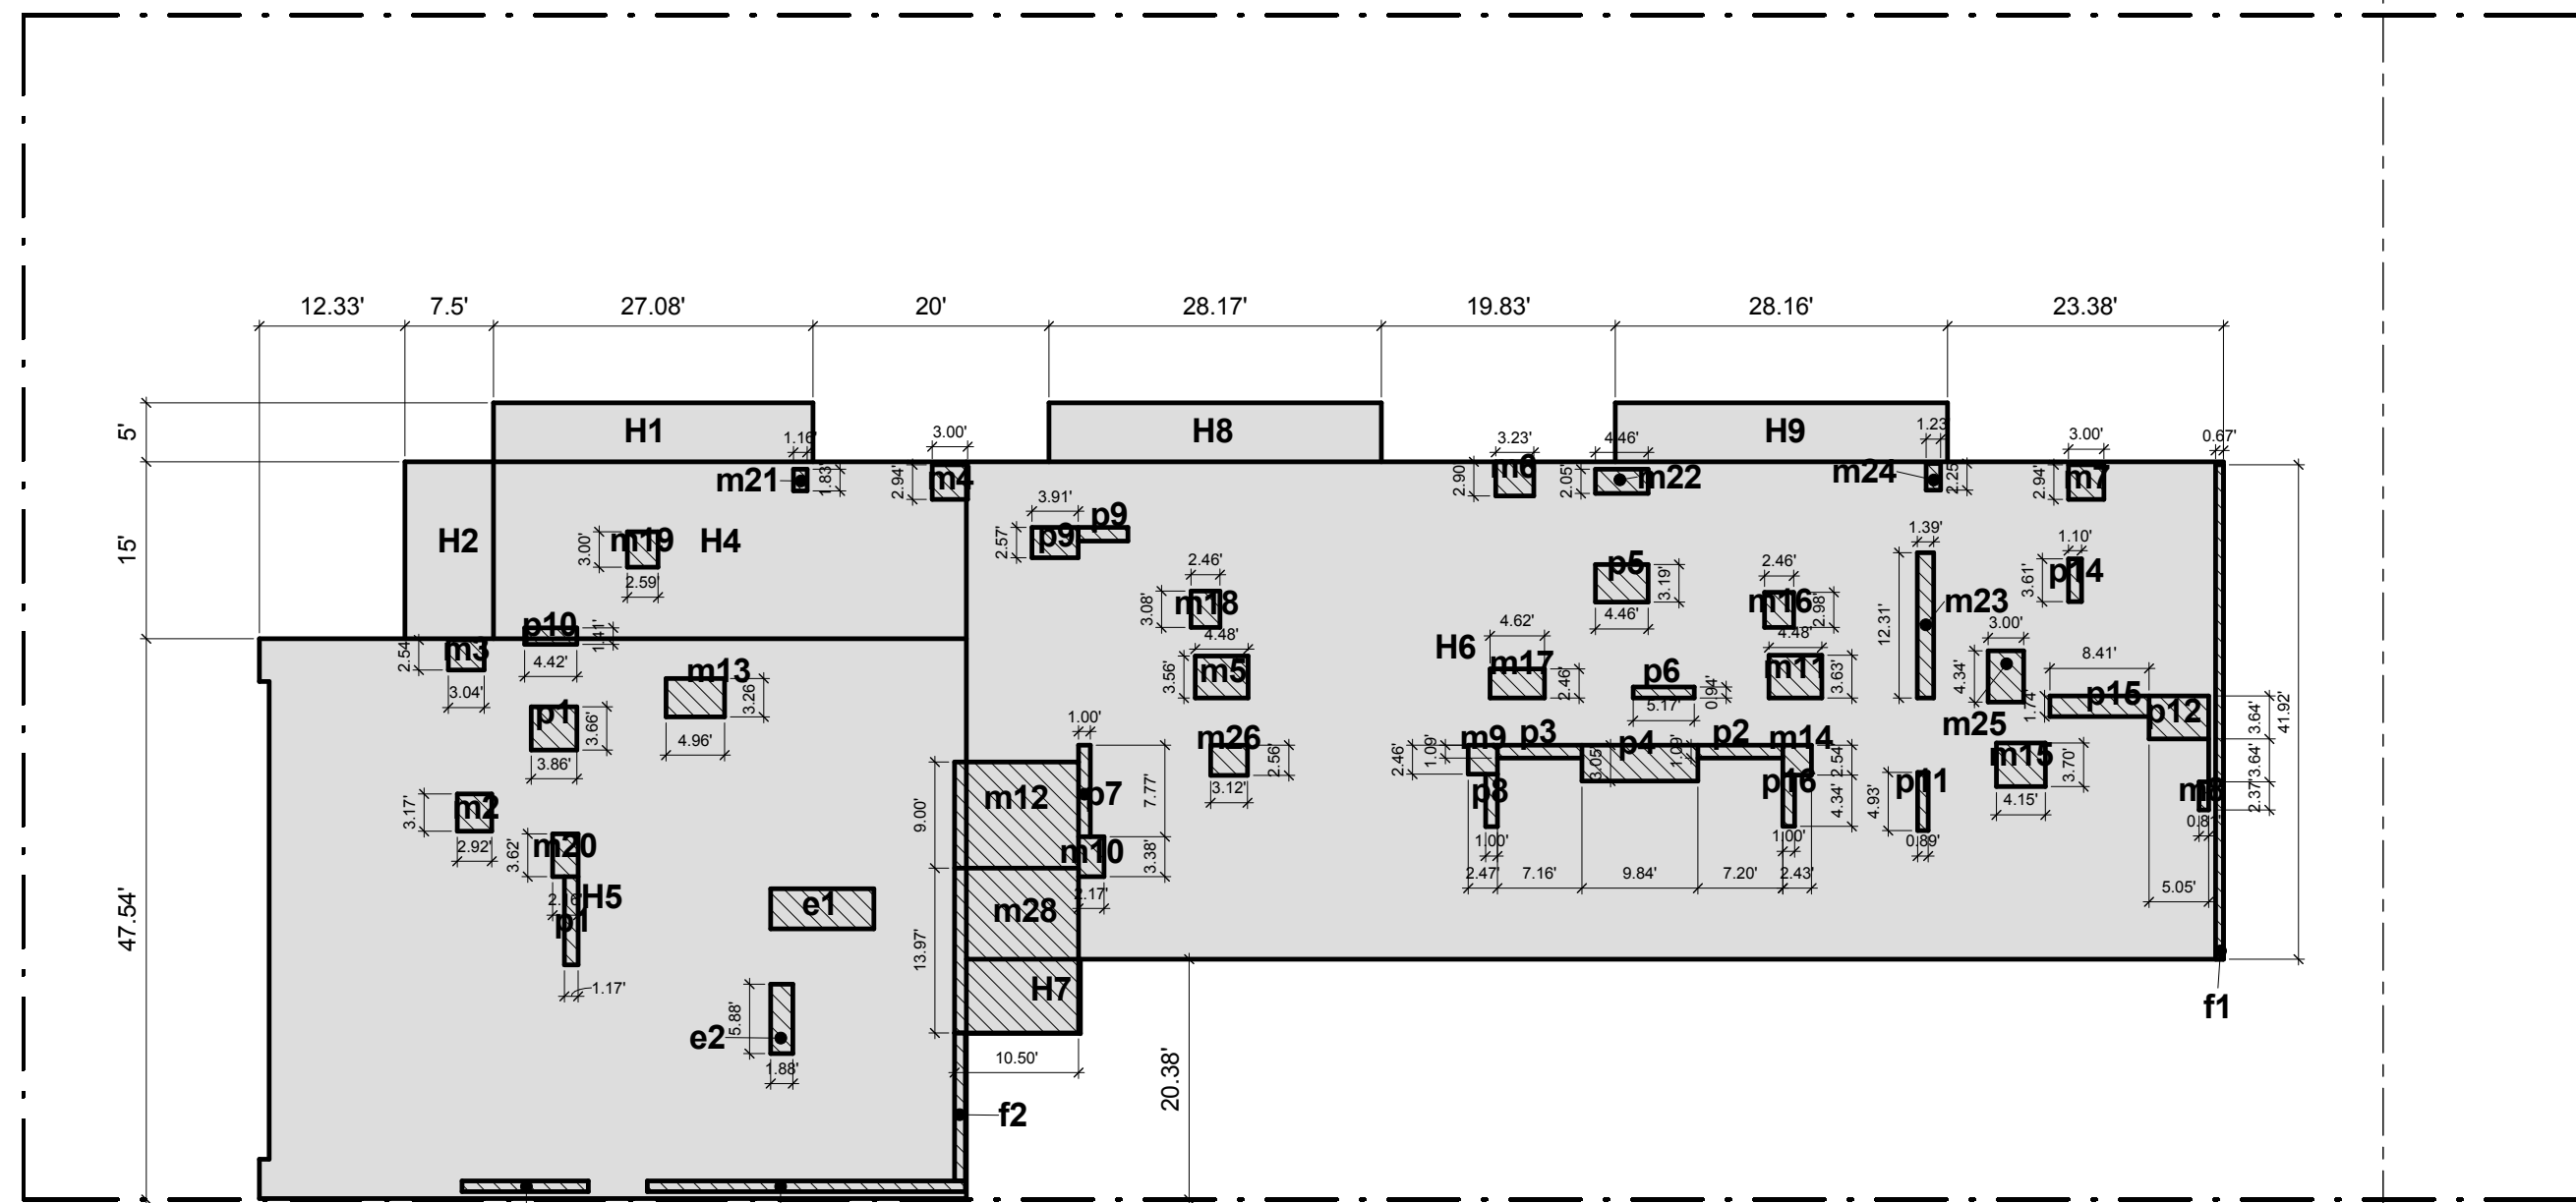 12.33' 7.5' 27.08' 20' 28.17' 19.83' 28.16' 23.38'
5'
15'
47.54'
H1 H8 H9
1.16' 3.00' 3.23' 4.46' 1.23' 3.00' 0.67'
m21 1.83' 2.94' m4 2.90' m6 2.05' m22 m24 2.25' 2.94' m7
3.91' p9
2.57' p9
H2 3.00' m19 H4
2.59'
1.39' 1.10'
2.46' p5 3.19' 2.46' 3.61' p14
3.08' m18 4.46' m16 2.98' 12.31' m23
p10 1.41' 4.48' H6 4.62' 4.48' 3.00'
2.54' m3 4.42' m13 3.26' 3.56' m5 m17 2.46' p6 0.94' m11 3.63' 4.34' 8.41'
3.04' 5.17' 1.74' p15 p12 3.64' 41.92'
p1 3.66' 4.96' 1.00' m26 2.56' m9 p3 p4 p2 m14 m25
3.86' 2.46' 1.09' 3.05' 1.09' 2.54' m15 3.70' 3.64'
3.17' m2 9.00' m12 p7 7.77' 3.12' p8 p16 4.34' 4.93' p11 4.15' m8 2.37'
2.92' 3.62' m20 1.00' 1.00' 0.89'
m10 3.38'
2.47' 7.16' 9.84' 7.20' 2.43' 5.05'
H5 e1 m28 2.17'
p1
13.97'
1.17' H7
f1
5.88'
e2
1.88' 10.50' 20.38'
f2